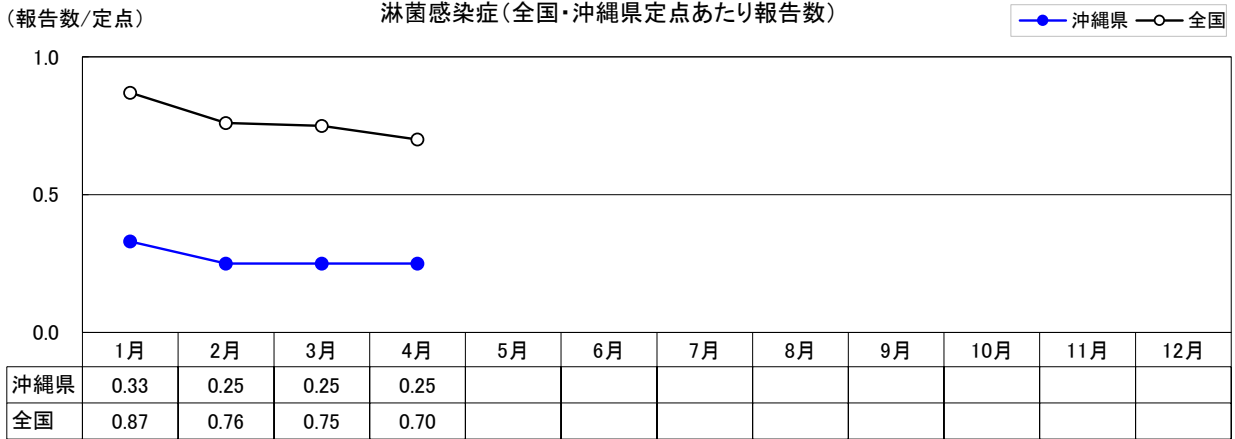 淋菌感染症(全国・沖縄県定点あたり報告数)
(報告数/定点)
沖縄県 全国
1.0
0.5
0.0
1月 2月 3月 4月 5月 6月 7月 8月 9月 10月 11月 12月
沖縄県 0.33 0.25 0.25 0.25
全国 0.87 0.76 0.75 0.70